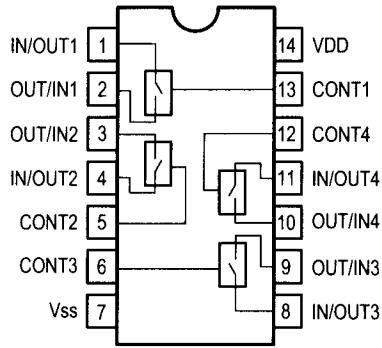 IN/OUT1 1 14 VDD
OUT/IN1 2 13 CONT1
OUT/IN2 3 12 CONT4
IN/OUT2 4 11 IN/OUT4
CONT2 5 10 OUT/IN4
CONT3 6 9 OUT/IN3
Vss 7 8 IN/OUT3